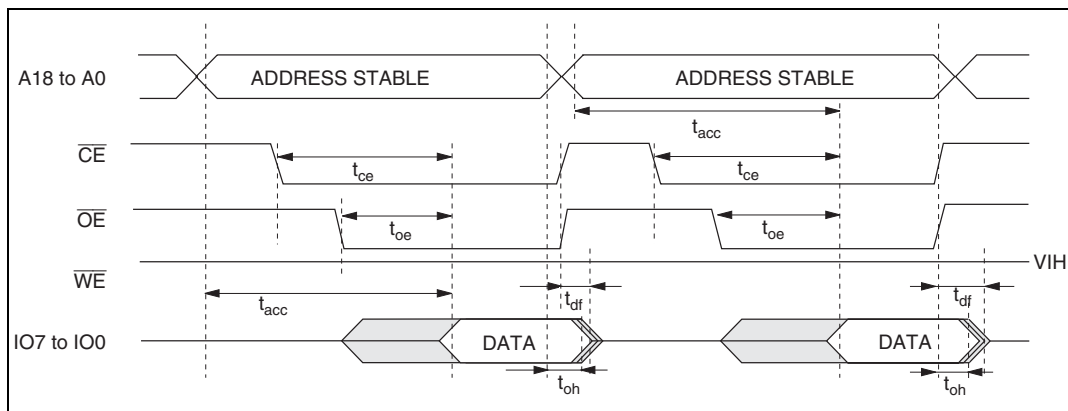 A18 to A0 ADDRESS STABLE ADDRESS STABLE
tacc
CE tce tce
OE toe toe
WE VIH
tacc tdf tdf
IO7 to IO0 DATA DATA
toh toh